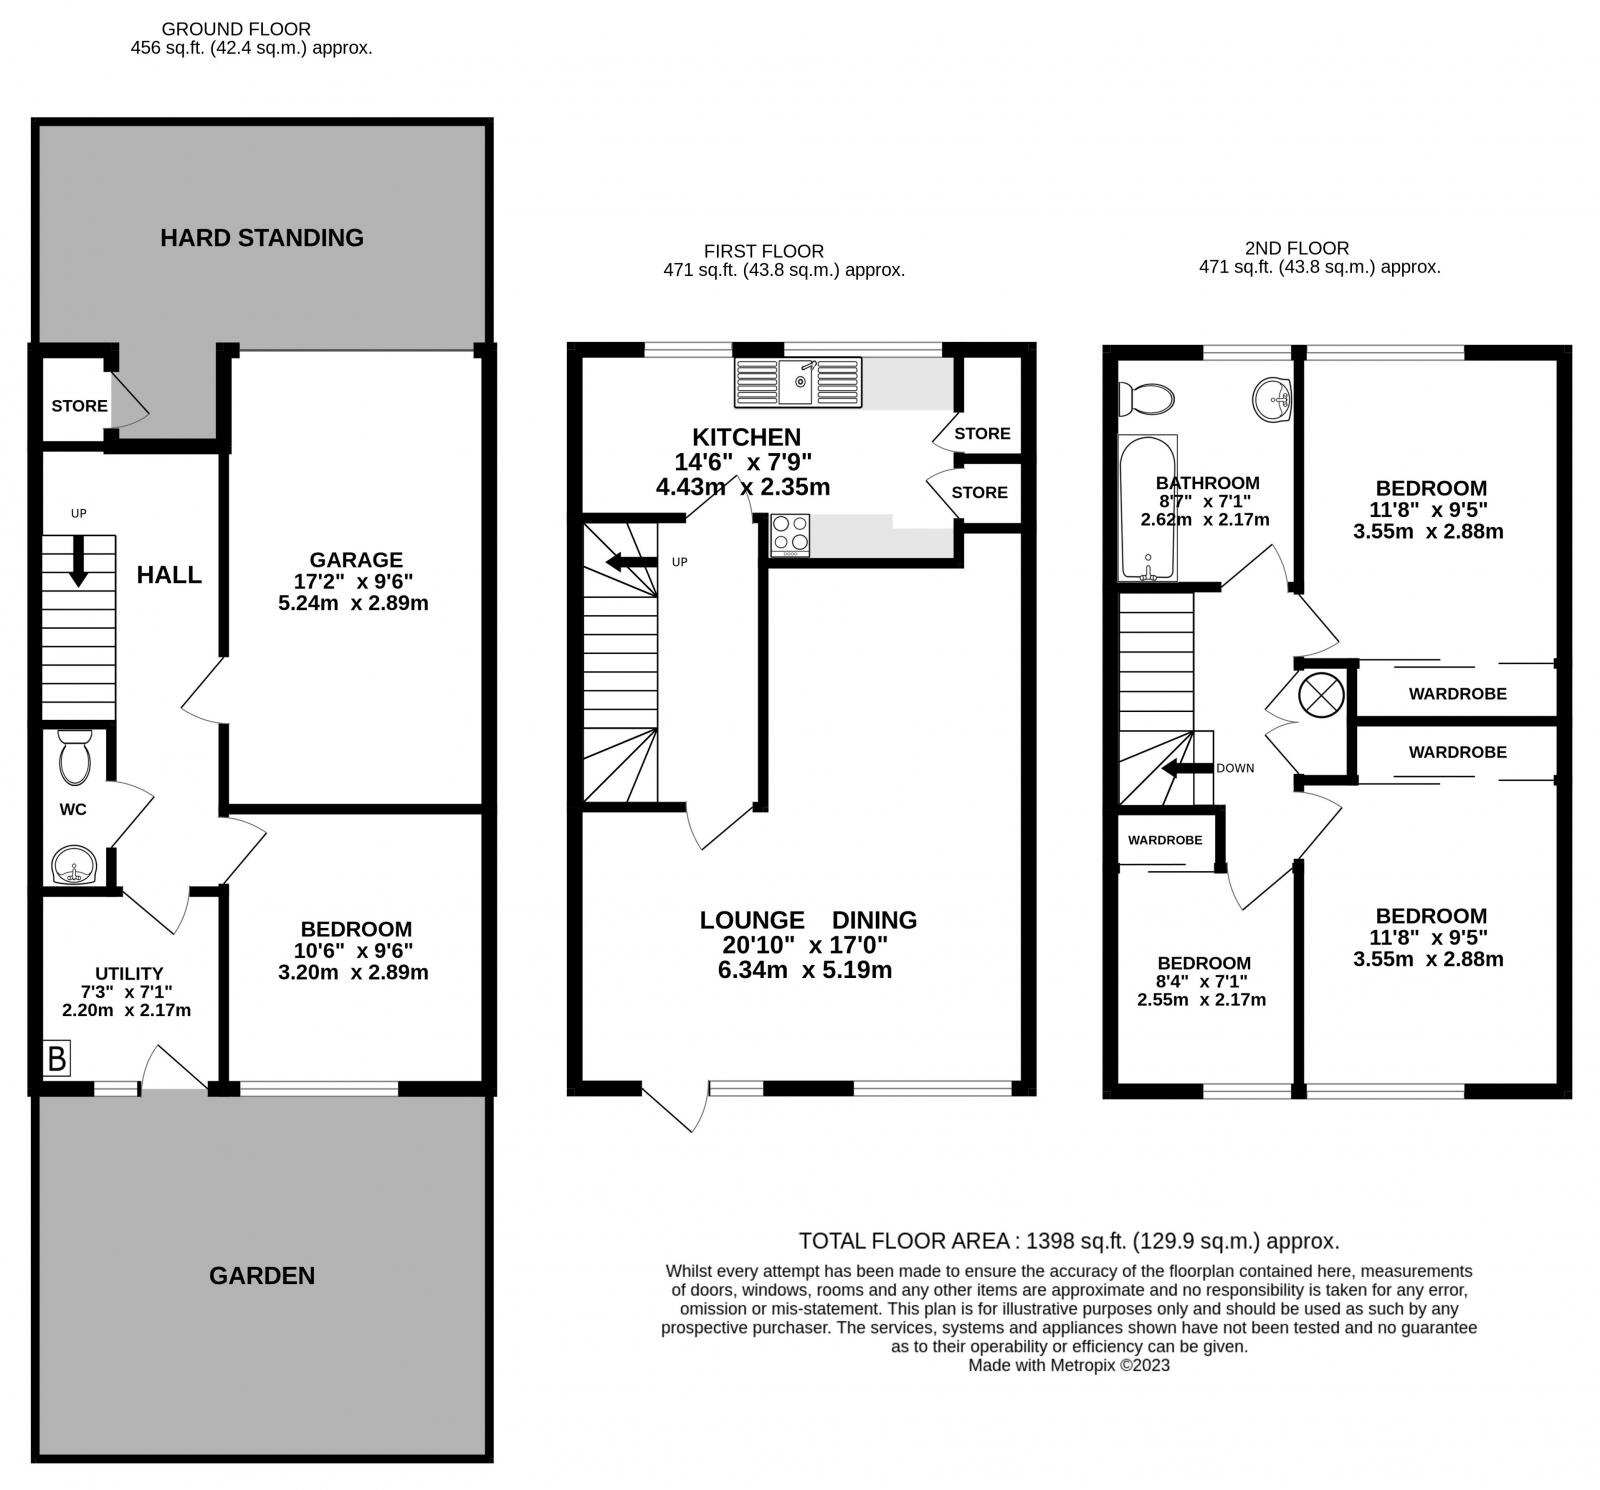 GROUND FLOOR
456 sq.ft. (42.4 sq.m.) approx.
HARD STANDING
STORE
UP
HALL
GARAGE
17'2" x 9'6"
5.24m x 2.89m
WC
BEDROOM
10'6" x 9'6"
3.20m x 2.89m
UTILITY
7'3" x 7'1"
2.20m x 2.17m
B
GARDEN
FIRST FLOOR
471 sq.ft. (43.8 sq.m.) approx.
KITCHEN
14'6" x 7'9"
4.43m x 2.35m
STORE
STORE
UP
LOUNGE DINING
20'10" x 17'0"
6.34m x 5.19m
2ND FLOOR
471 sq.ft. (43.8 sq.m.) approx.
BATHROOM
8'7" x 7'1"
2.62m x 2.17m
BEDROOM
11'8" x 9'5"
3.55m x 2.88m
WARDROBE
WARDROBE
DOWN
WARDROBE
BEDROOM
11'8" x 9'5"
3.55m x 2.88m
BEDROOM
8'4" x 7'1"
2.55m x 2.17m
TOTAL FLOOR AREA : 1398 sq.ft. (129.9 sq.m.) approx.
Whilst every attempt has been made to ensure the accuracy of the floorplan contained here, measurements
of doors, windows, rooms and any other items are approximate and no responsibility is taken for any error,
omission or mis-statement. This plan is for illustrative purposes only and should be used as such by any
prospective purchaser. The services, systems and appliances shown have not been tested and no guarantee
as to their operability or efficiency can be given.
Made with Metropix ©2023